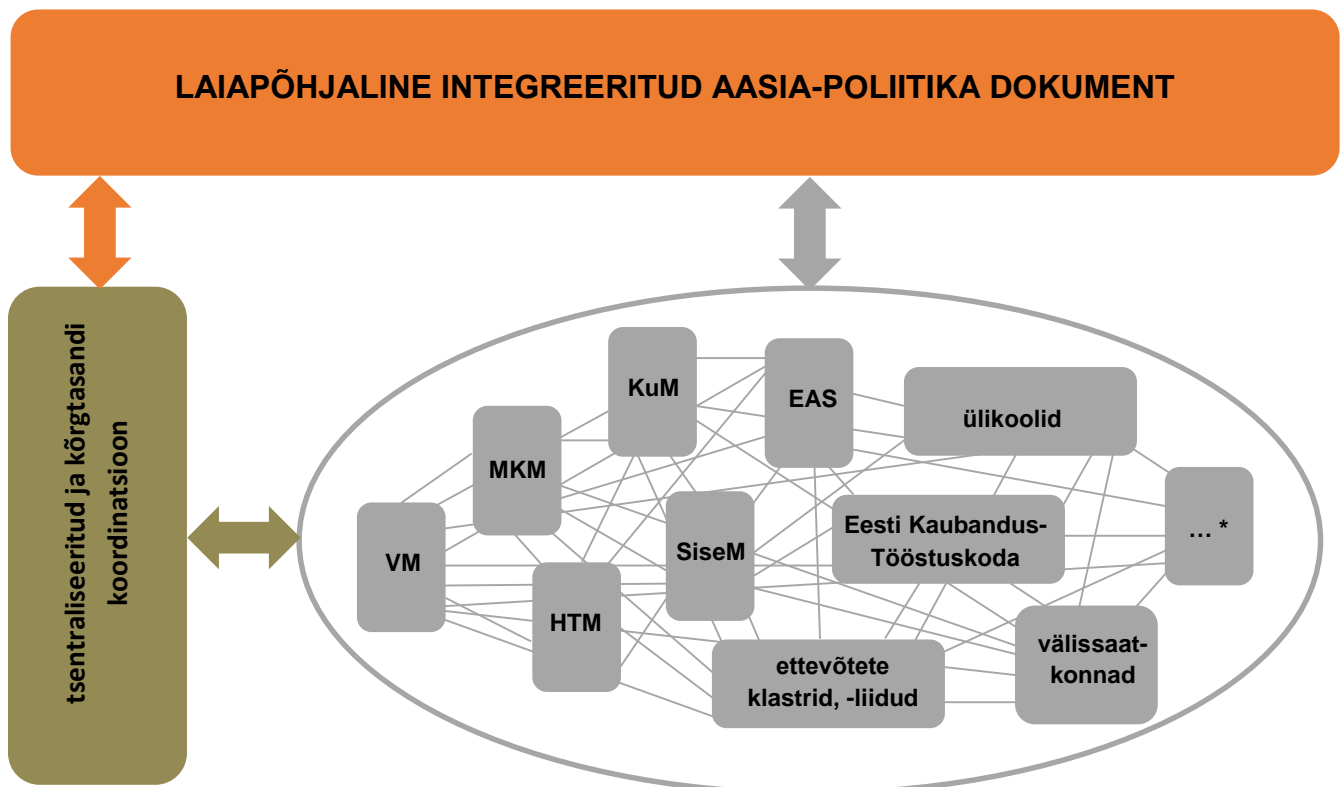 LAIAPÕHJALINE INTEGREERITUD AASIA-POLIITIKA DOKUMENT
tsentraliseeritud ja kõrgtasandi
koordinatsioon
KuM
EAS
ülikoolid
MKM
... *
VM
SiseM
Eesti Kaubandus-
Tööstuskoda
HTM
ettevõtete
klastrid, -liidud
välissaat-
konnad